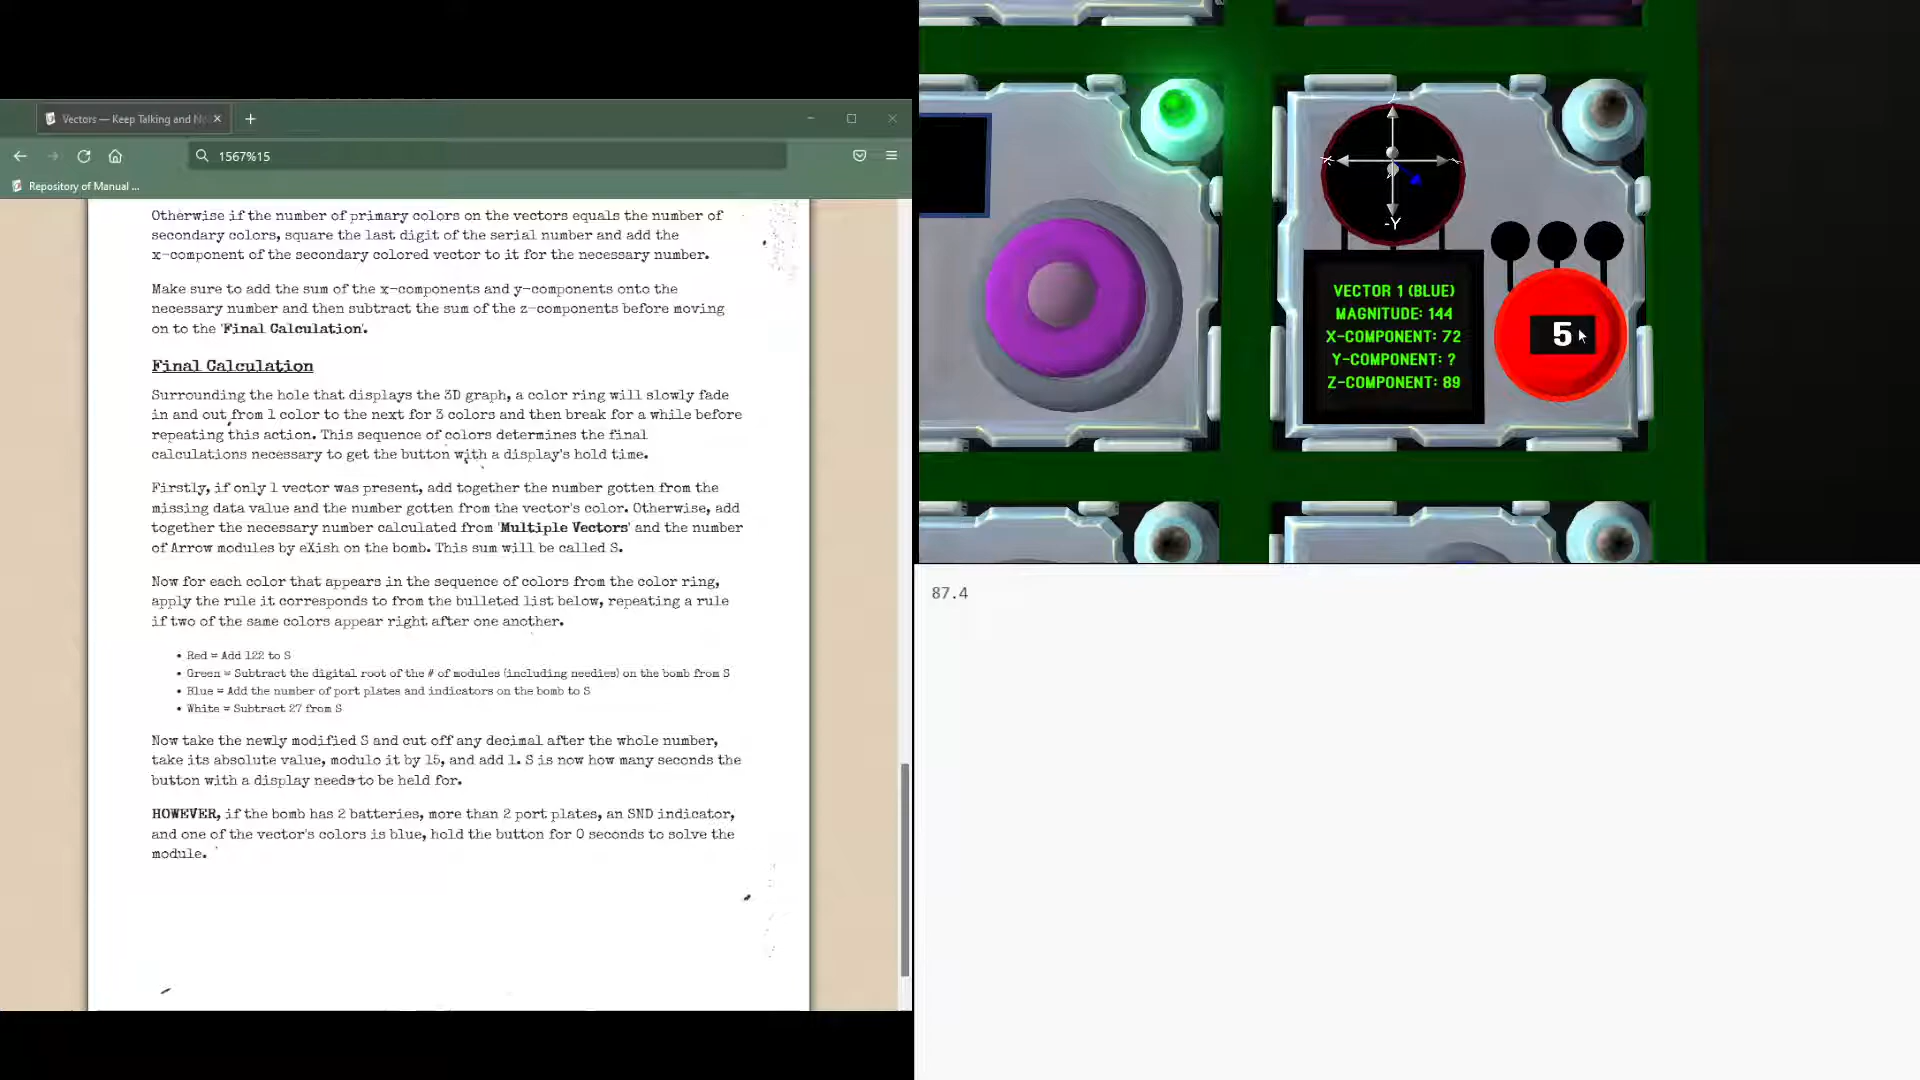 Vectors — Keep Talking and N
1567%15
Repository of Manual ...
Otherwise if the number of primary colors on the vectors equals the number of
secondary colors, square the last digit of the serial number and add the
x-component of the secondary colored vector to it for the necessary number.
Make sure to add the sum of the x-components and y-components onto the
necessary number and then subtract the sum of the z-components before moving
on to the 'Final Calculation'.
Final Calculation
Surrounding the hole that displays the 3D graph, a color ring will slowly fade
in and out from 1 color to the next for 3 colors and then break for a while before
repeating this action. This sequence of colors determines the final
calculations necessary to get the button with a display's hold time.
Firstly, if only 1 vector was present, add together the number gotten from the
missing data value and the number gotten from the vector's color. Otherwise, add
together the necessary number calculated from 'Multiple Vectors' and the number
of Arrow modules by eXish on the bomb. This sum will be called S.
Now for each color that appears in the sequence of colors from the color ring,
apply the rule it corresponds to from the bulleted list below, repeating a rule
if two of the same colors appear right after one another.
• Red = Add 122 to S
• Green = Subtract the digital root of the # of modules (including needies) on the bomb from S
• Blue = Add the number of port plates and indicators on the bomb to S
• White = Subtract 27 from S
Now take the newly modified S and cut off any decimal after the whole number,
take its absolute value, modulo it by 15, and add 1. S is now how many seconds the
button with a display needs to be held for.
HOWEVER, if the bomb has 2 batteries, more than 2 port plates, an SND indicator,
and one of the vector's colors is blue, hold the button for 0 seconds to solve the
module.
-Y
VECTOR 1 (BLUE)
MAGNITUDE: 144
X-COMPONENT: 72
Y-COMPONENT: ?
Z-COMPONENT: 89
5
87.4